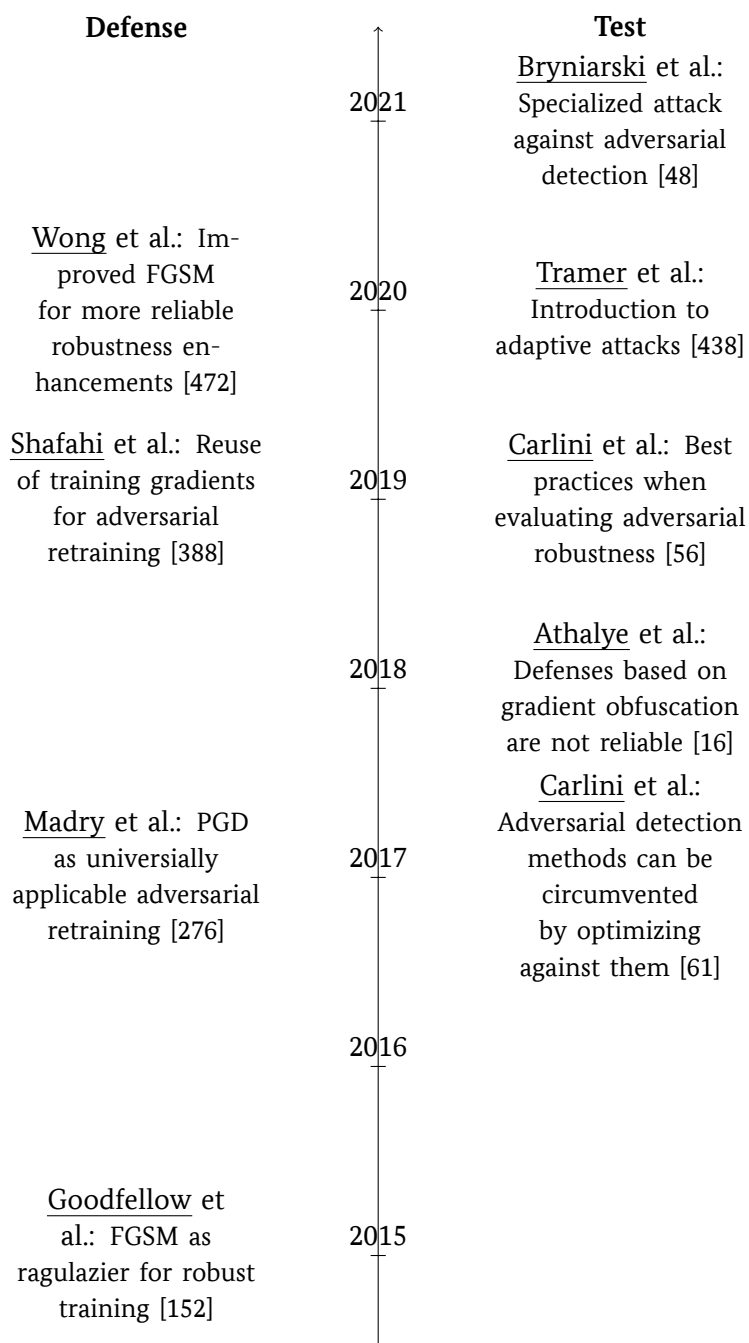 Defense
Test
Bryniarski et al.:
2021
Specialized attack
against adversarial
detection [48]
Wong et al.: Im-
proved FGSM
for more reliable
robustness en-
hancements [472]
2020
Tramer et al.:
Introduction to
adaptive attacks [438]
Shafahi et al.: Reuse
of training gradients
for adversarial
retraining [388]
2019
Carlini et al.: Best
practices when
evaluating adversarial
robustness [56]
2018
Athalye et al.:
Defenses based on
gradient obfuscation
are not reliable [16]
Madry et al.: PGD
as universially
applicable adversarial
retraining [276]
2017
Carlini et al.:
Adversarial detection
methods can be
circumvented
by optimizing
against them [61]
2016
Goodfellow et
al.: FGSM as
ragulazier for robust
training [152]
2015